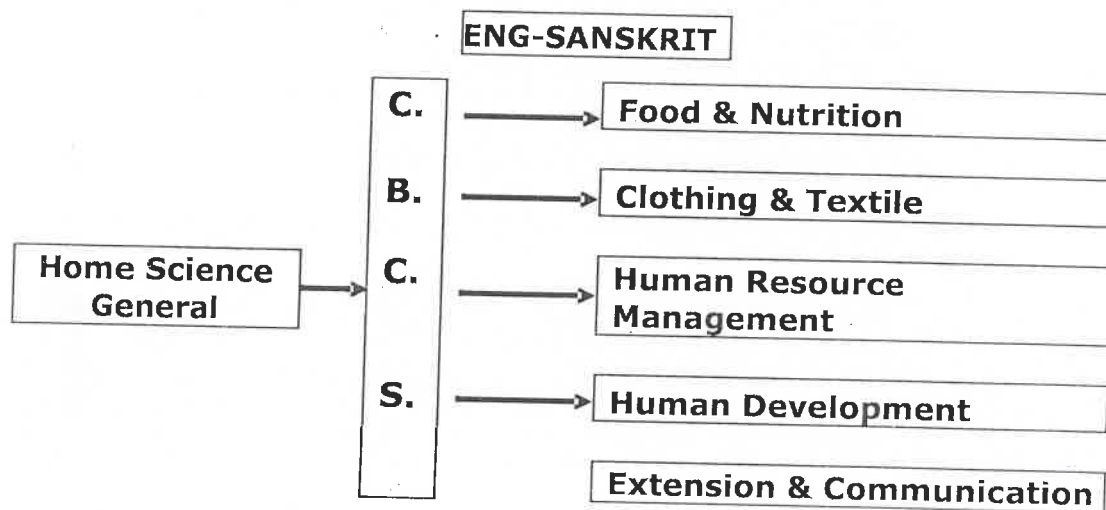 ENG-SANSKRIT
C.
Food & Nutrition
B.
Clothing & Textile
Home Science
General
C.
Human Resource
Management
S.
Human Development
Extension & Communication